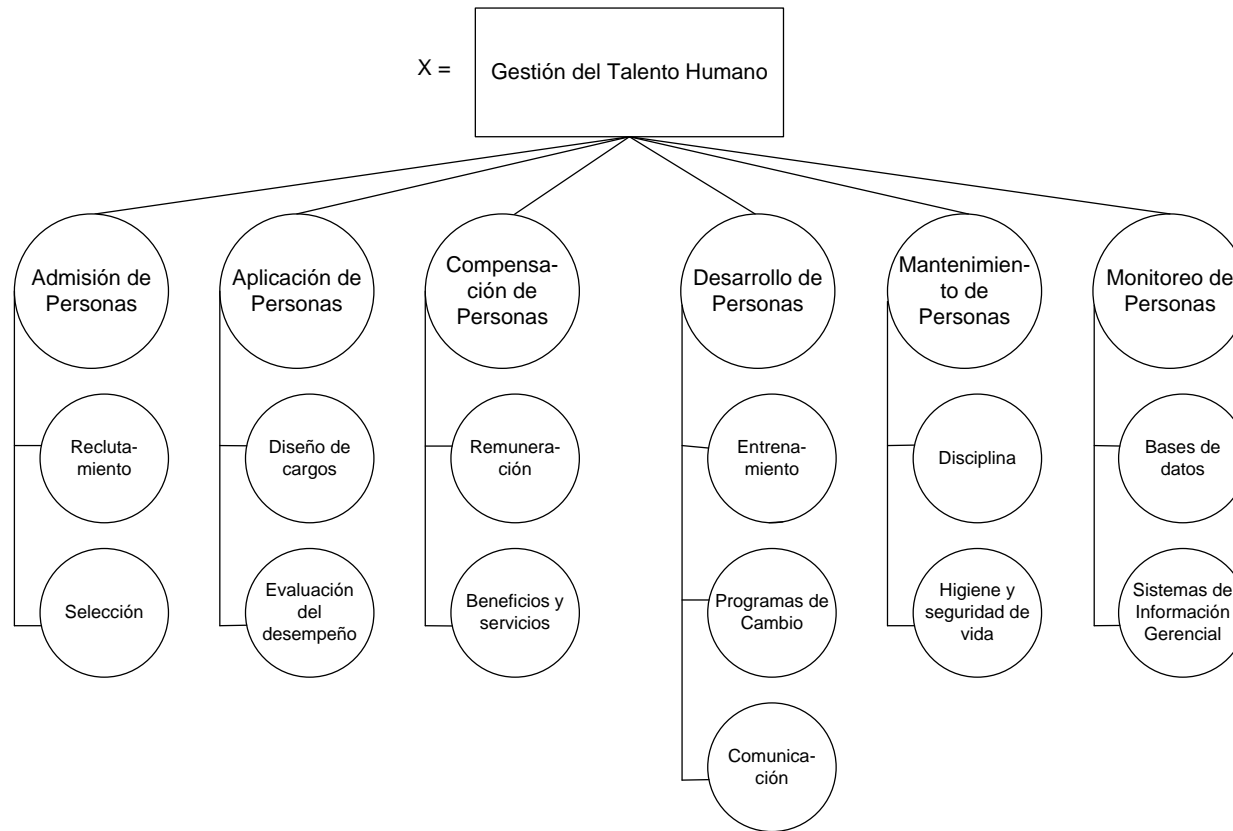 X =
Gestión del Talento Humano
Admisión de
Personas
Aplicación de
Personas
Compensa-
ción de
Personas
Desarrollo de
Personas
Mantenimien-
to de
Personas
Monitoreo de
Personas
Reclutamiento
Selección
Diseño de
cargos
Evaluación
del
desempeño
Remunera-
ción
Beneficios y
servicios
Entrena-
miento
Programas de
Cambio
Comunica-
ción
Disciplina
Higiene y
seguridad de
vida
Bases de
datos
Sistemas de
Información
Gerencial